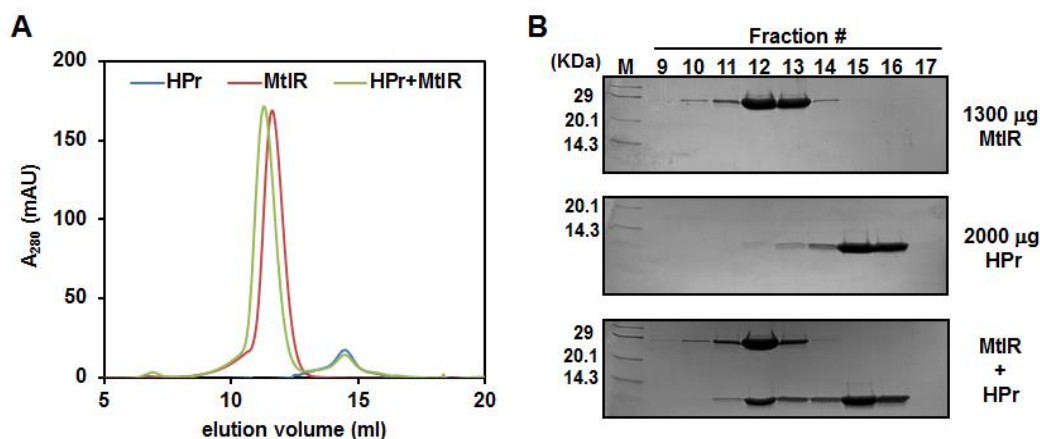 A
200
150
100
50
0
A280 (mAU)
HPr
MtlR
HPr+MtlR
5
10
15
20
elution volume (ml)
B
Fraction #
(KDa)
M 9 10 11 12 13 14 15 16 17
29
20.1
14.3
1300 μg
MtlR
20.1
14.3
2000 μg
HPr
29
20.1
14.3
MtlR
+
HPr